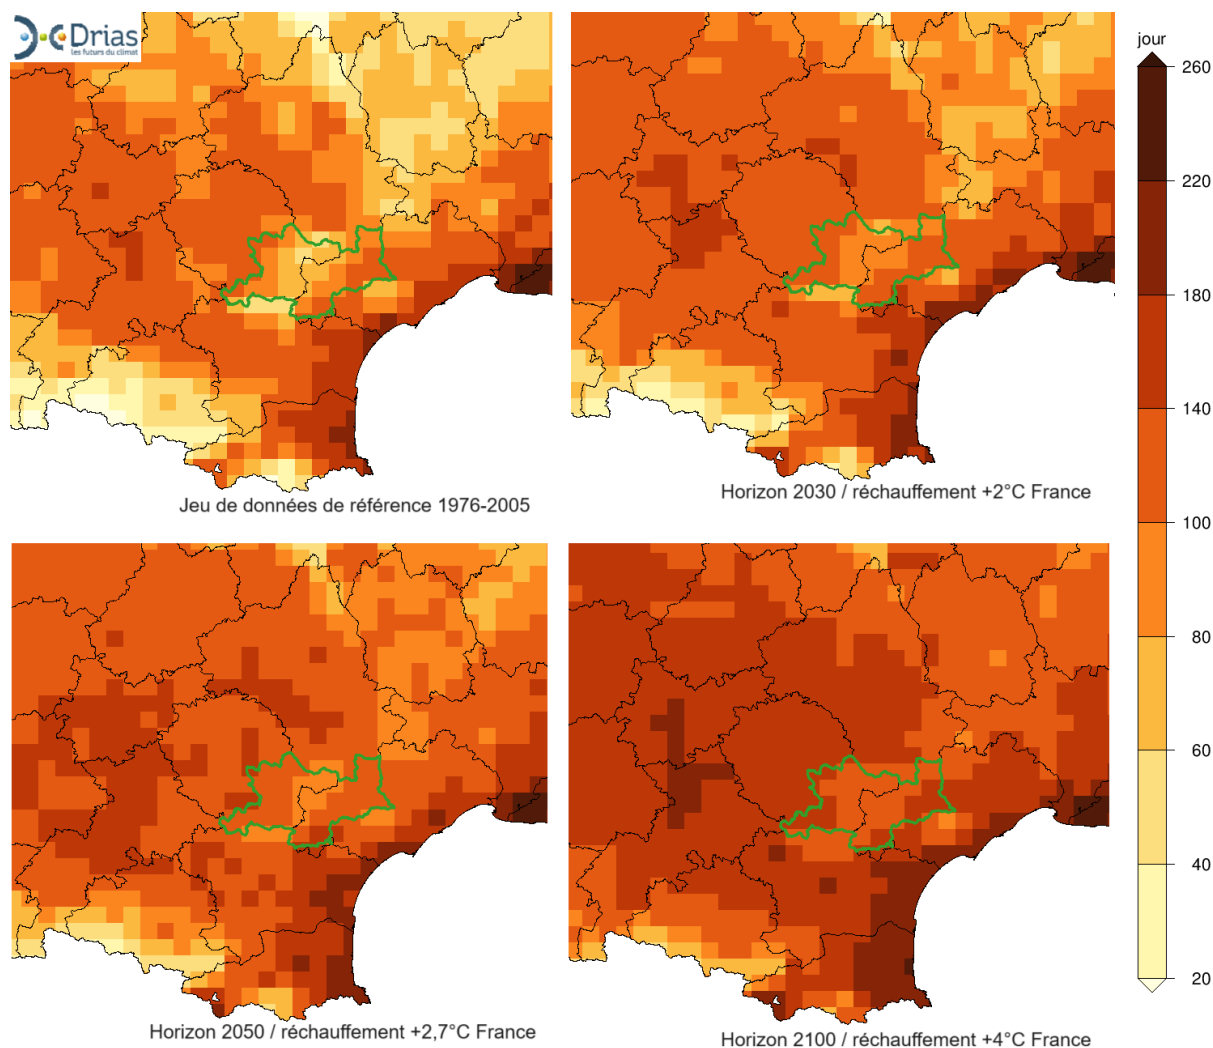 Drias
les futurs du climat
jour
260
220
180
140
100
80
60
40
20
Jeu de données de référence 1976-2005
Horizon 2030 / réchauffement +2°C France
Horizon 2050 / réchauffement +2,7°C France
Horizon 2100 / réchauffement +4°C France